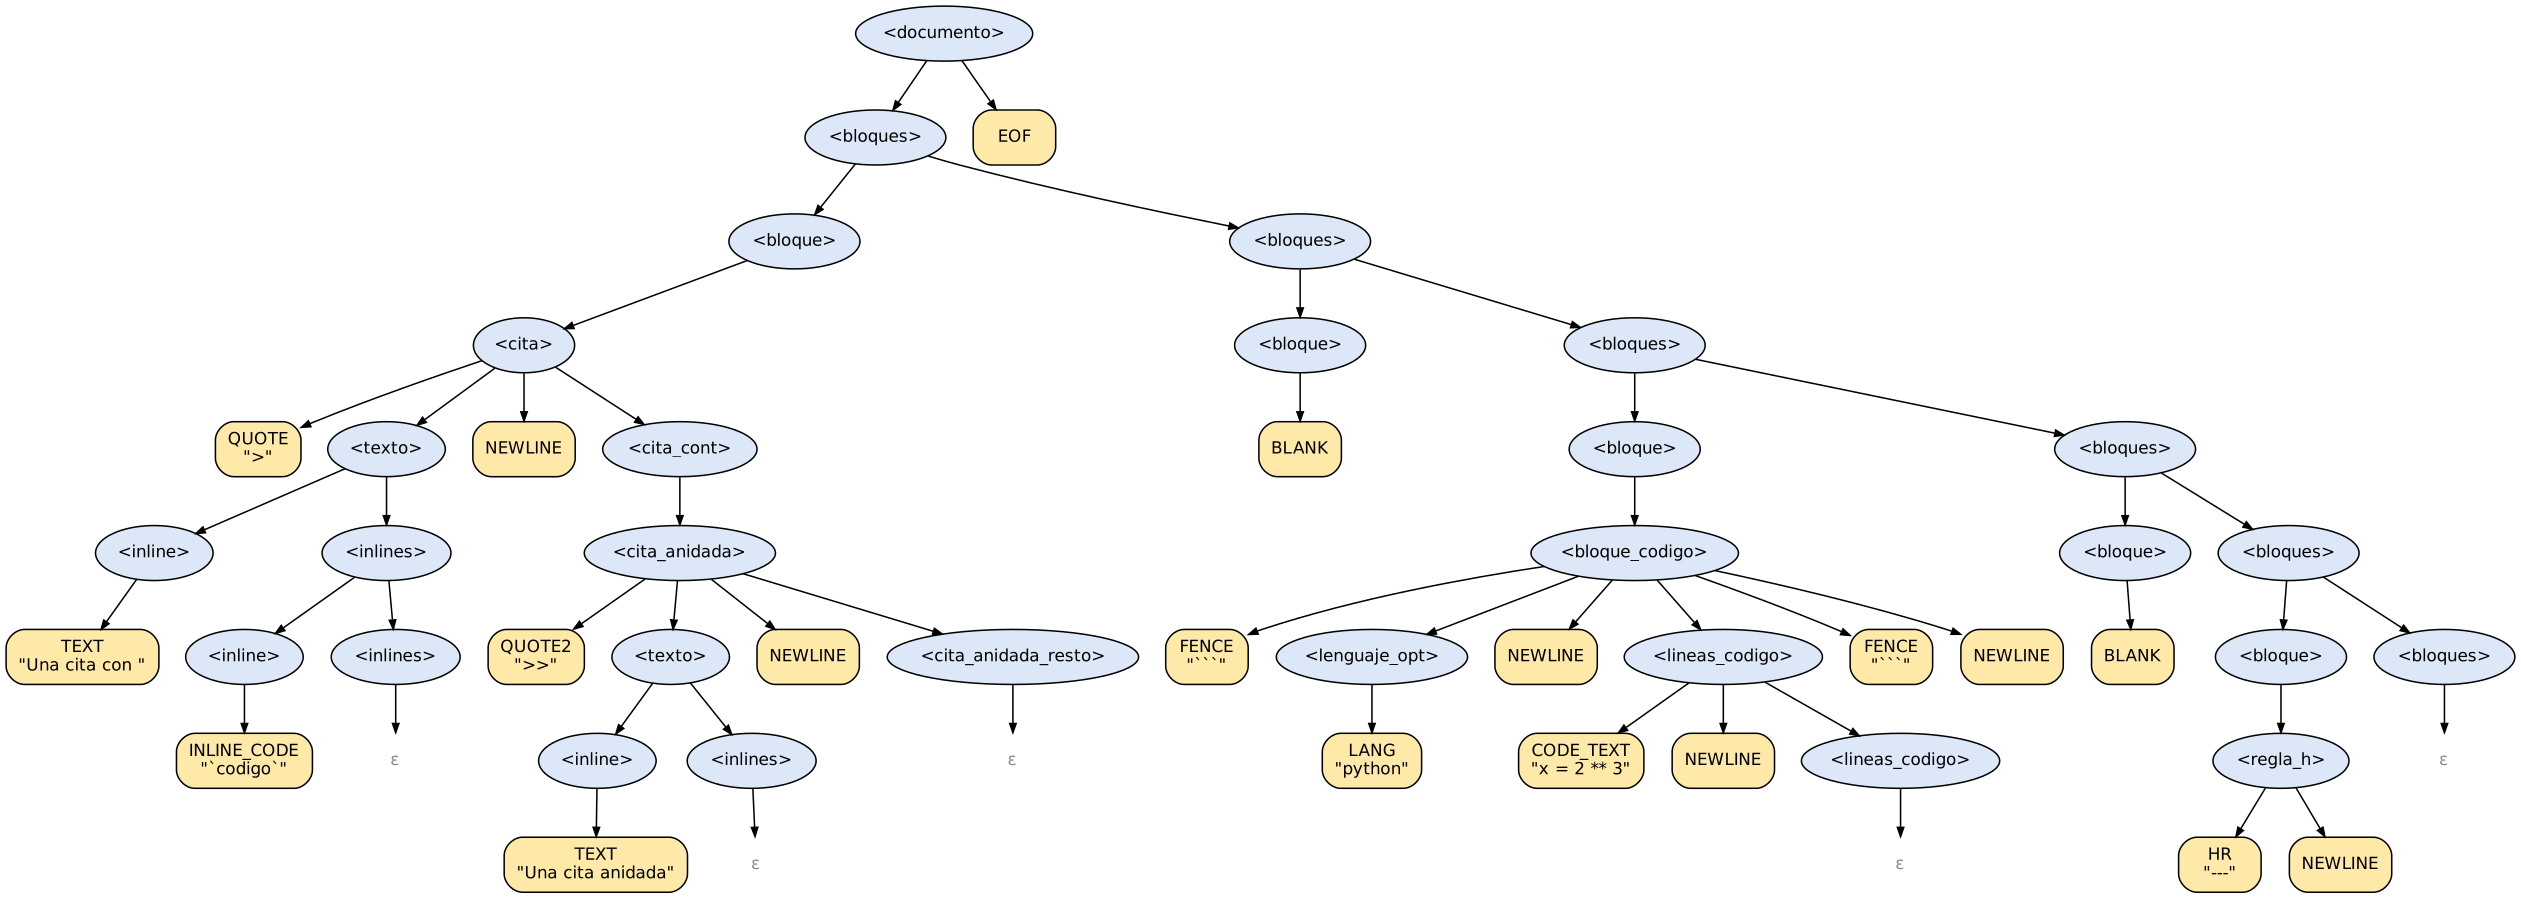 <documento>
<bloques>
EOF
<bloque>
<bloques>
<cita>
<bloque>
<bloques>
QUOTE
">"
<texto>
NEWLINE
<cita_cont>
BLANK
<bloque>
<bloques>
<inline>
<inlines>
<cita_anidada>
<bloque_codigo>
<bloque>
<bloques>
TEXT
"Una cita con "
<inline>
<inlines>
QUOTE2
">>"
<texto>
NEWLINE
<cita_anidada_resto>
FENCE
"```"
<lenguaje_opt>
NEWLINE
<lineas_codigo>
FENCE
"```"
NEWLINE
BLANK
<bloque>
<bloques>
INLINE_CODE
"`codigo`"
ε
<inline>
<inlines>
ε
LANG
"python"
CODE_TEXT
"x = 2 ** 3"
NEWLINE
<lineas_codigo>
<regla_h>
ε
TEXT
"Una cita anidada"
ε
ε
HR
"---"
NEWLINE